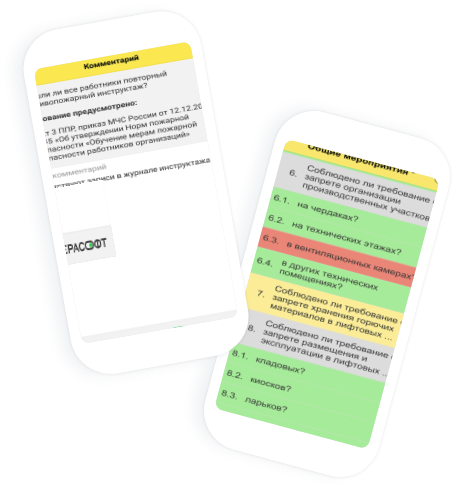 Комментарий
ли ли все работники повторный
ивопожарный инструктаж?
ование предусмотрено:
т 3 ППР, приказ МЧС России от 12.12.20
«Об утверждении Норм пожарной
пасности «Обучение мерам пожарной
пасности работников организаций»
комментарий
записи в журнале инструктажа
ЕРАСОФТ
Общие мероприятия
6. Соблюдено ли требование
запрете организации
производственных участков
6.1. на чердаках?
6.2. на технических этажах?
6.3. в вентиляционных камерах?
6.4. в других технических
помещениях?
7. Соблюдено ли требование
запрете хранения горючих
материалов в лифтовых ...
8. Соблюдено ли требование
запрете размещения и
эксплуатации в лифтовых ...
8.1. кладовых?
8.2. киосков?
8.3. ларьков?